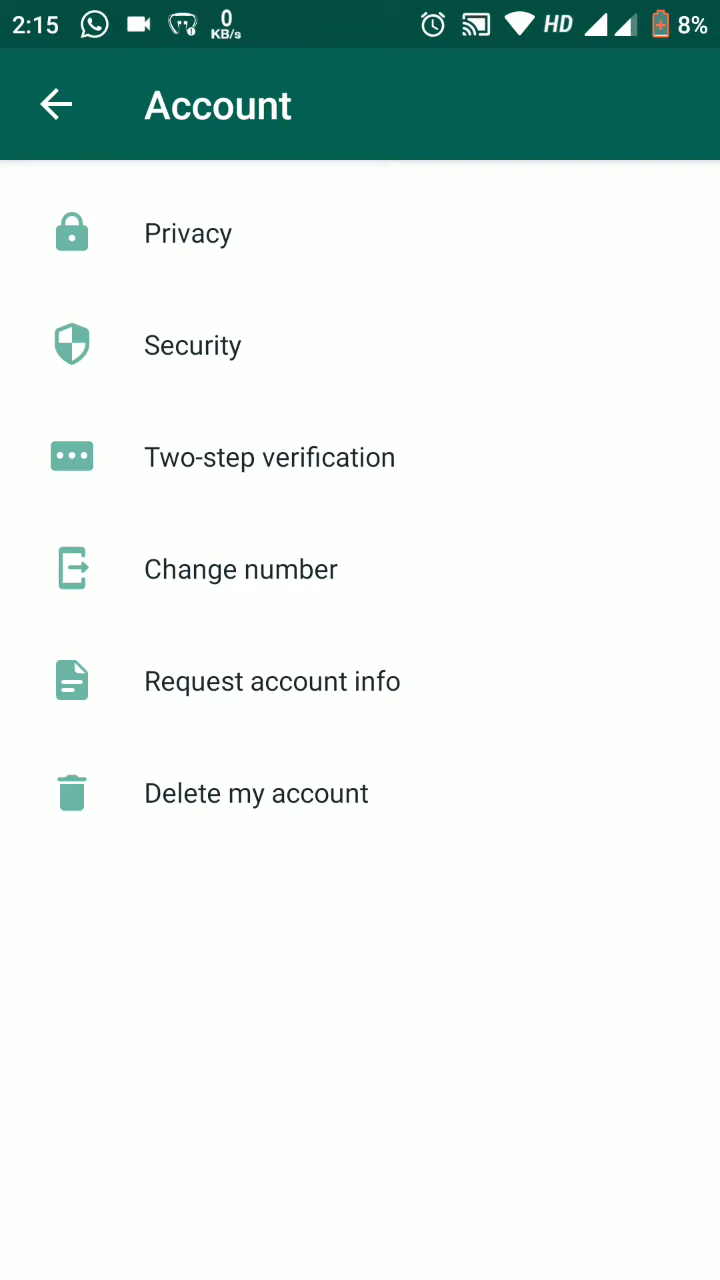 2:15 0 KB/s HD 8%
Account
Privacy
Security
Two-step verification
Change number
Request account info
Delete my account